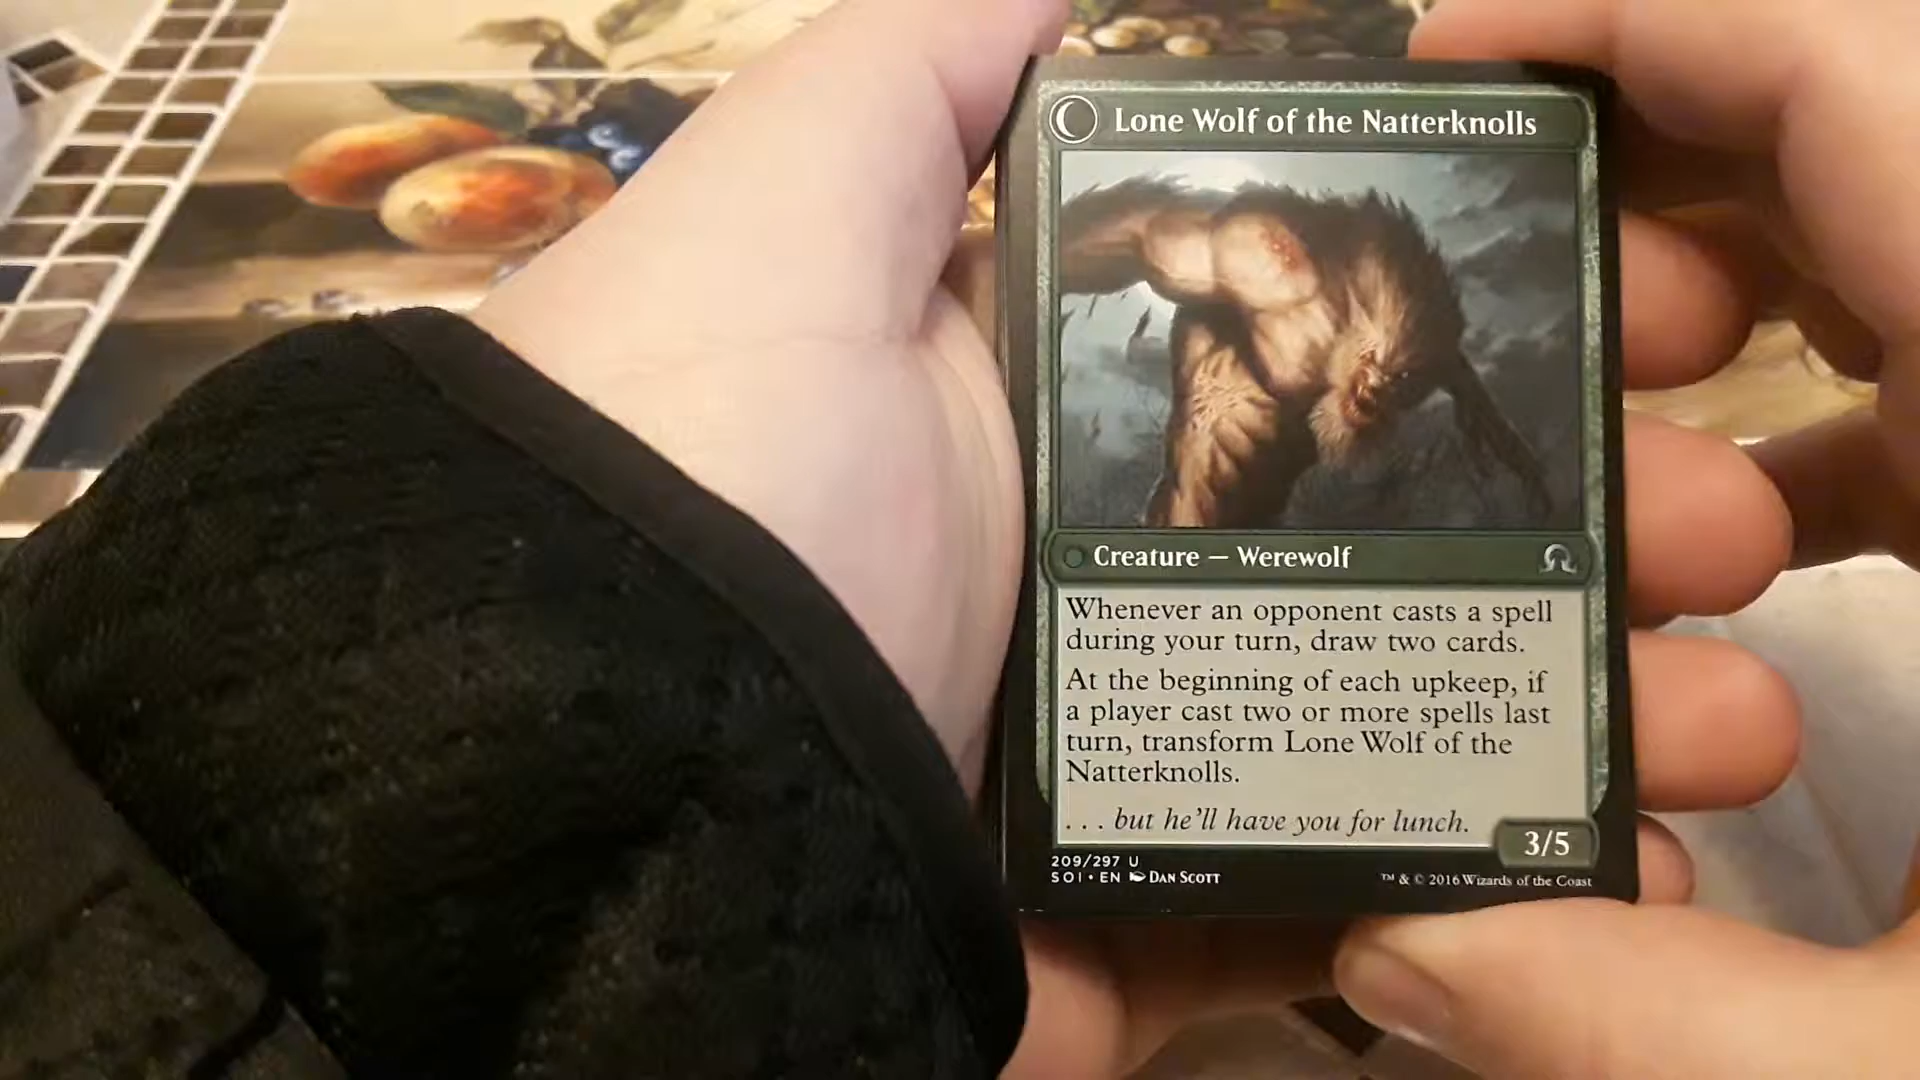 Lone Wolf of the Natterknolls
Creature — Werewolf
Whenever an opponent casts a spell
during your turn, draw two cards.
At the beginning of each upkeep, if
a player cast two or more spells last
turn, transform Lone Wolf of the
Natterknolls.
. . . but he'll have you for lunch.
3/5
209/297 U
SOI • EN DAN SCOTT
™ & © 2016 Wizards of the Coast